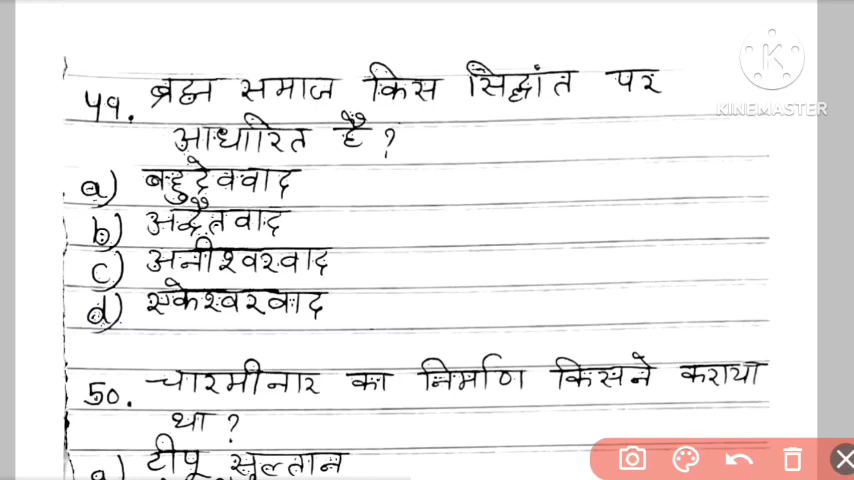 KINEMASTER
49. ब्रह्म समाज किस सिद्धांत पर
आधारित है ?
a) बहुदेववाद
b) अद्वैतवाद
c) अनीश्वरवाद
d) एकेश्वरवाद
50. चारमीनार का निर्माण किसने कराया
था ?
a) टीपू सुल्तान